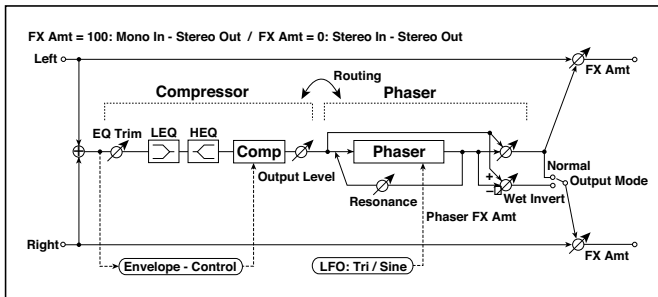 FX Amt = 100: Mono In - Stereo Out / FX Amt = 0: Stereo In - Stereo Out
Left
FX Amt
Routing
Compressor
Phaser
EQ Trim
LEQ
HEQ
Comp
Phaser
Normal
Output Level
+
Output Mode
−
Wet Invert
Resonance
Phaser FX Amt
Right
FX Amt
Envelope - Control
LFO: Tri / Sine